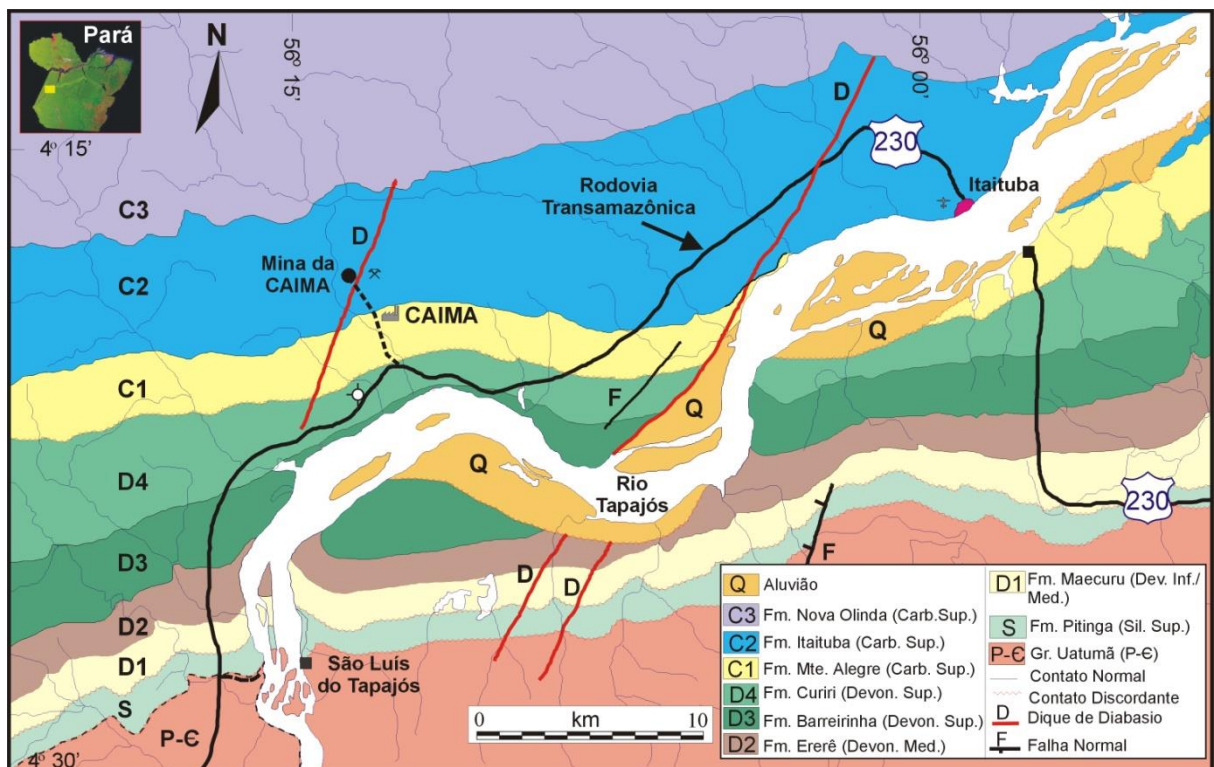 Pará
N
56º 15’
56º 00’
4º 15’
D
230
Itaituba
Rodovia
Transamazônica
C3
D
Mina da
CAIMA
C2
CAIMA
C1
F
Q
Q
D4
Q
Rio
Tapajós
230
D3
F
D
D
D2
São Luís
do Tapajós
D1
S
P-Є
4º 30’
0 km 10
Q Aluvião
C3 Fm. Nova Olinda (Carb.Sup.)
C2 Fm. Itaituba (Carb. Sup.)
C1 Fm. Mte. Alegre (Carb. Sup.)
D4 Fm. Curiri (Devon. Sup.)
D3 Fm. Barreirinha (Devon. Sup.)
D2 Fm. Ererê (Devon. Med.)
D1 Fm. Maecuru (Dev. Inf./
Med.)
S Fm. Pitinga (Sil. Sup.)
P-Є Gr. Uatumã (P-Є)
Contato Normal
Contato Discordante
D Dique de Diabasio
F Falha Normal